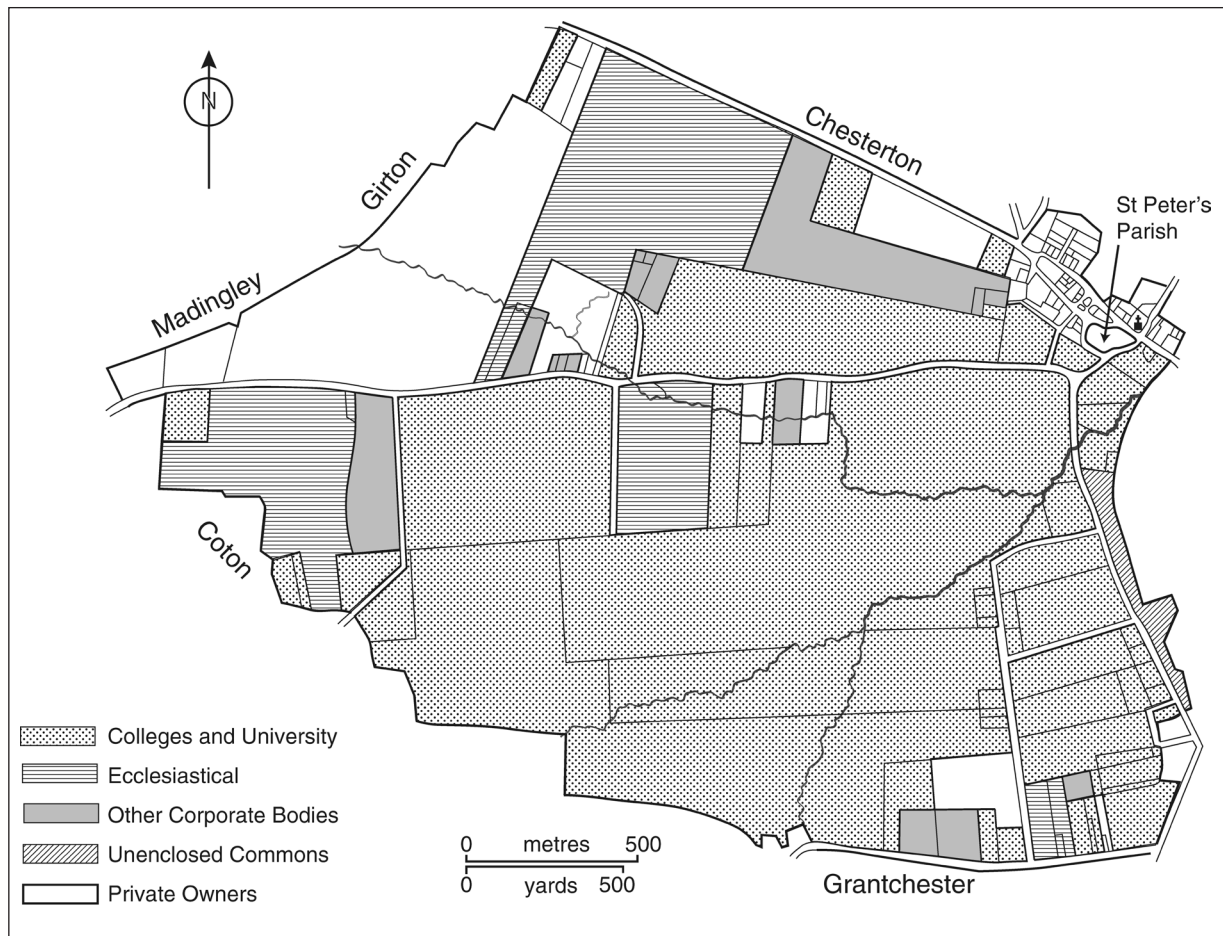 N
Chesterton
Girton
St Peter's
Parish
Madingley
Coton
Colleges and University
Ecclesiastical
Other Corporate Bodies
Unenclosed Commons
Private Owners
0 metres 500
0 yards 500
Grantchester